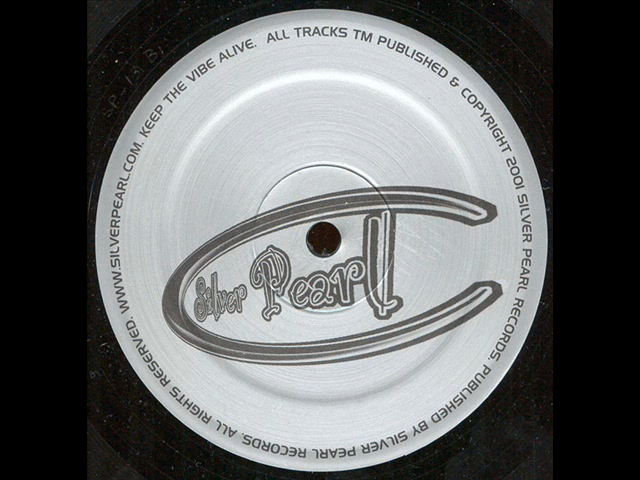 WWW.SILVERPEARL.COM. KEEP THE VIBE ALIVE. ALL TRACKS TM PUBLISHED & COPYRIGHT 2001 SILVER PEARL RECORDS. PUBLISHED BY SILVER PEARL RECORDS. ALL RIGHTS RESERVED.
Silver Pearl